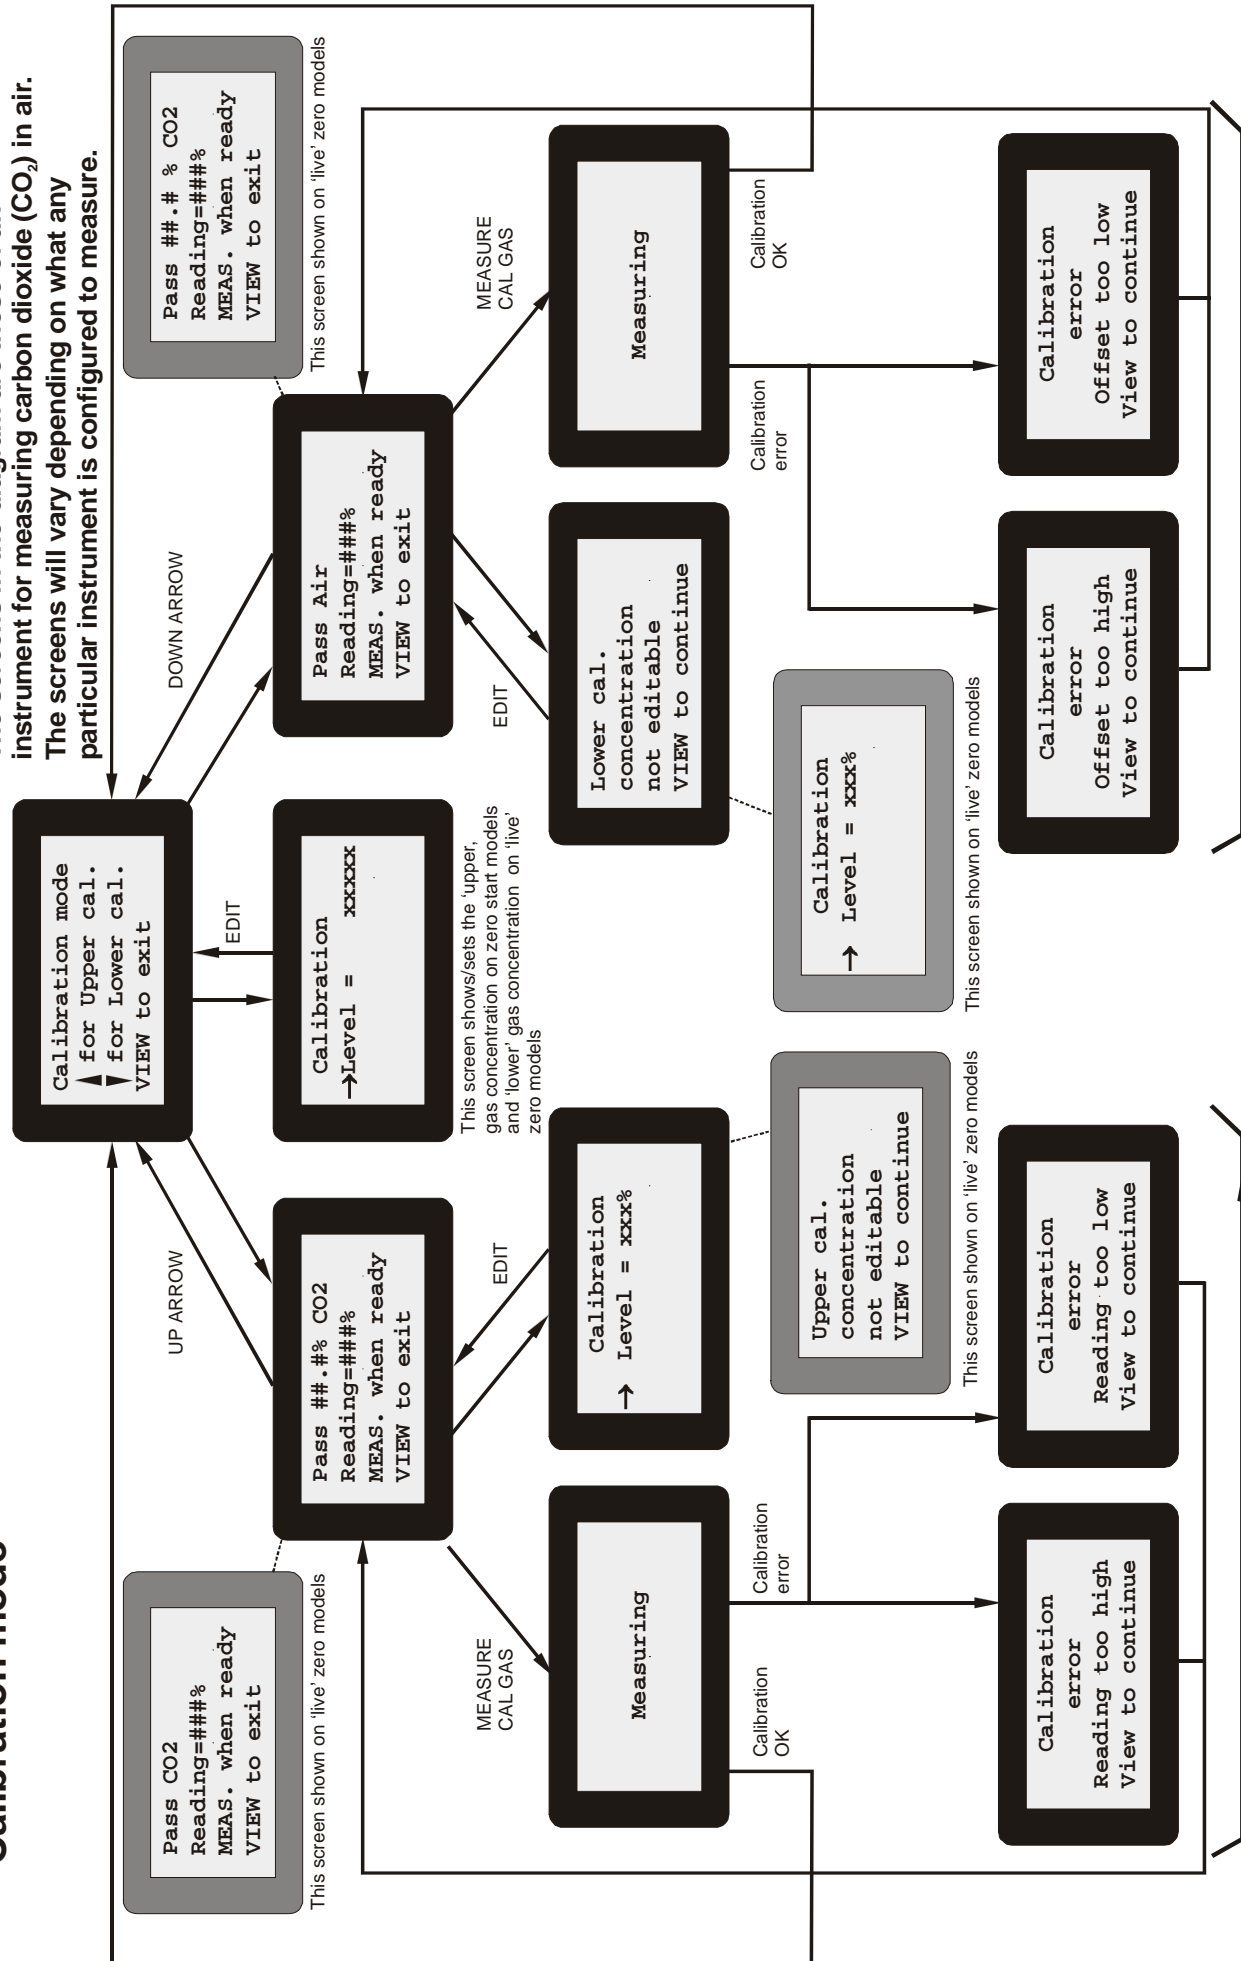 Calibration mode
instrument for measuring carbon dioxide (CO₂) in air.
The screens will vary depending on what any
particular instrument is configured to measure.
Calibration mode
▲ for Upper cal.
▼ for Lower cal.
VIEW to exit
UP ARROW
DOWN ARROW
EDIT
Pass CO2
Reading=###%
MEAS. when ready
VIEW to exit
This screen shown on 'live' zero models
Pass ##.# % CO2
Reading=###%
MEAS. when ready
VIEW to exit
This screen shown on 'live' zero models
Pass ##.#% CO2
Reading=###%
MEAS. when ready
VIEW to exit
Calibration
→Level = xxxxx
This screen shows/sets the 'upper,
gas concentration on zero start models
and 'lower' gas concentration on 'live'
zero models
Pass Air
Reading=###%
MEAS. when ready
VIEW to exit
MEASURE
CAL GAS
EDIT
EDIT
MEASURE
CAL GAS
Measuring
Calibration
→ Level = xxx%
Lower cal.
concentration
not editable
VIEW to continue
Measuring
Calibration
OK
Calibration
error
Calibration
error
Calibration
OK
Upper cal.
concentration
not editable
VIEW to continue
This screen shown on 'live' zero models
Calibration
→ Level = xxx%
This screen shown on 'live' zero models
Calibration
error
Reading too high
View to continue
Calibration
error
Reading too low
View to continue
Calibration
error
Offset too high
View to continue
Calibration
error
Offset too low
View to continue